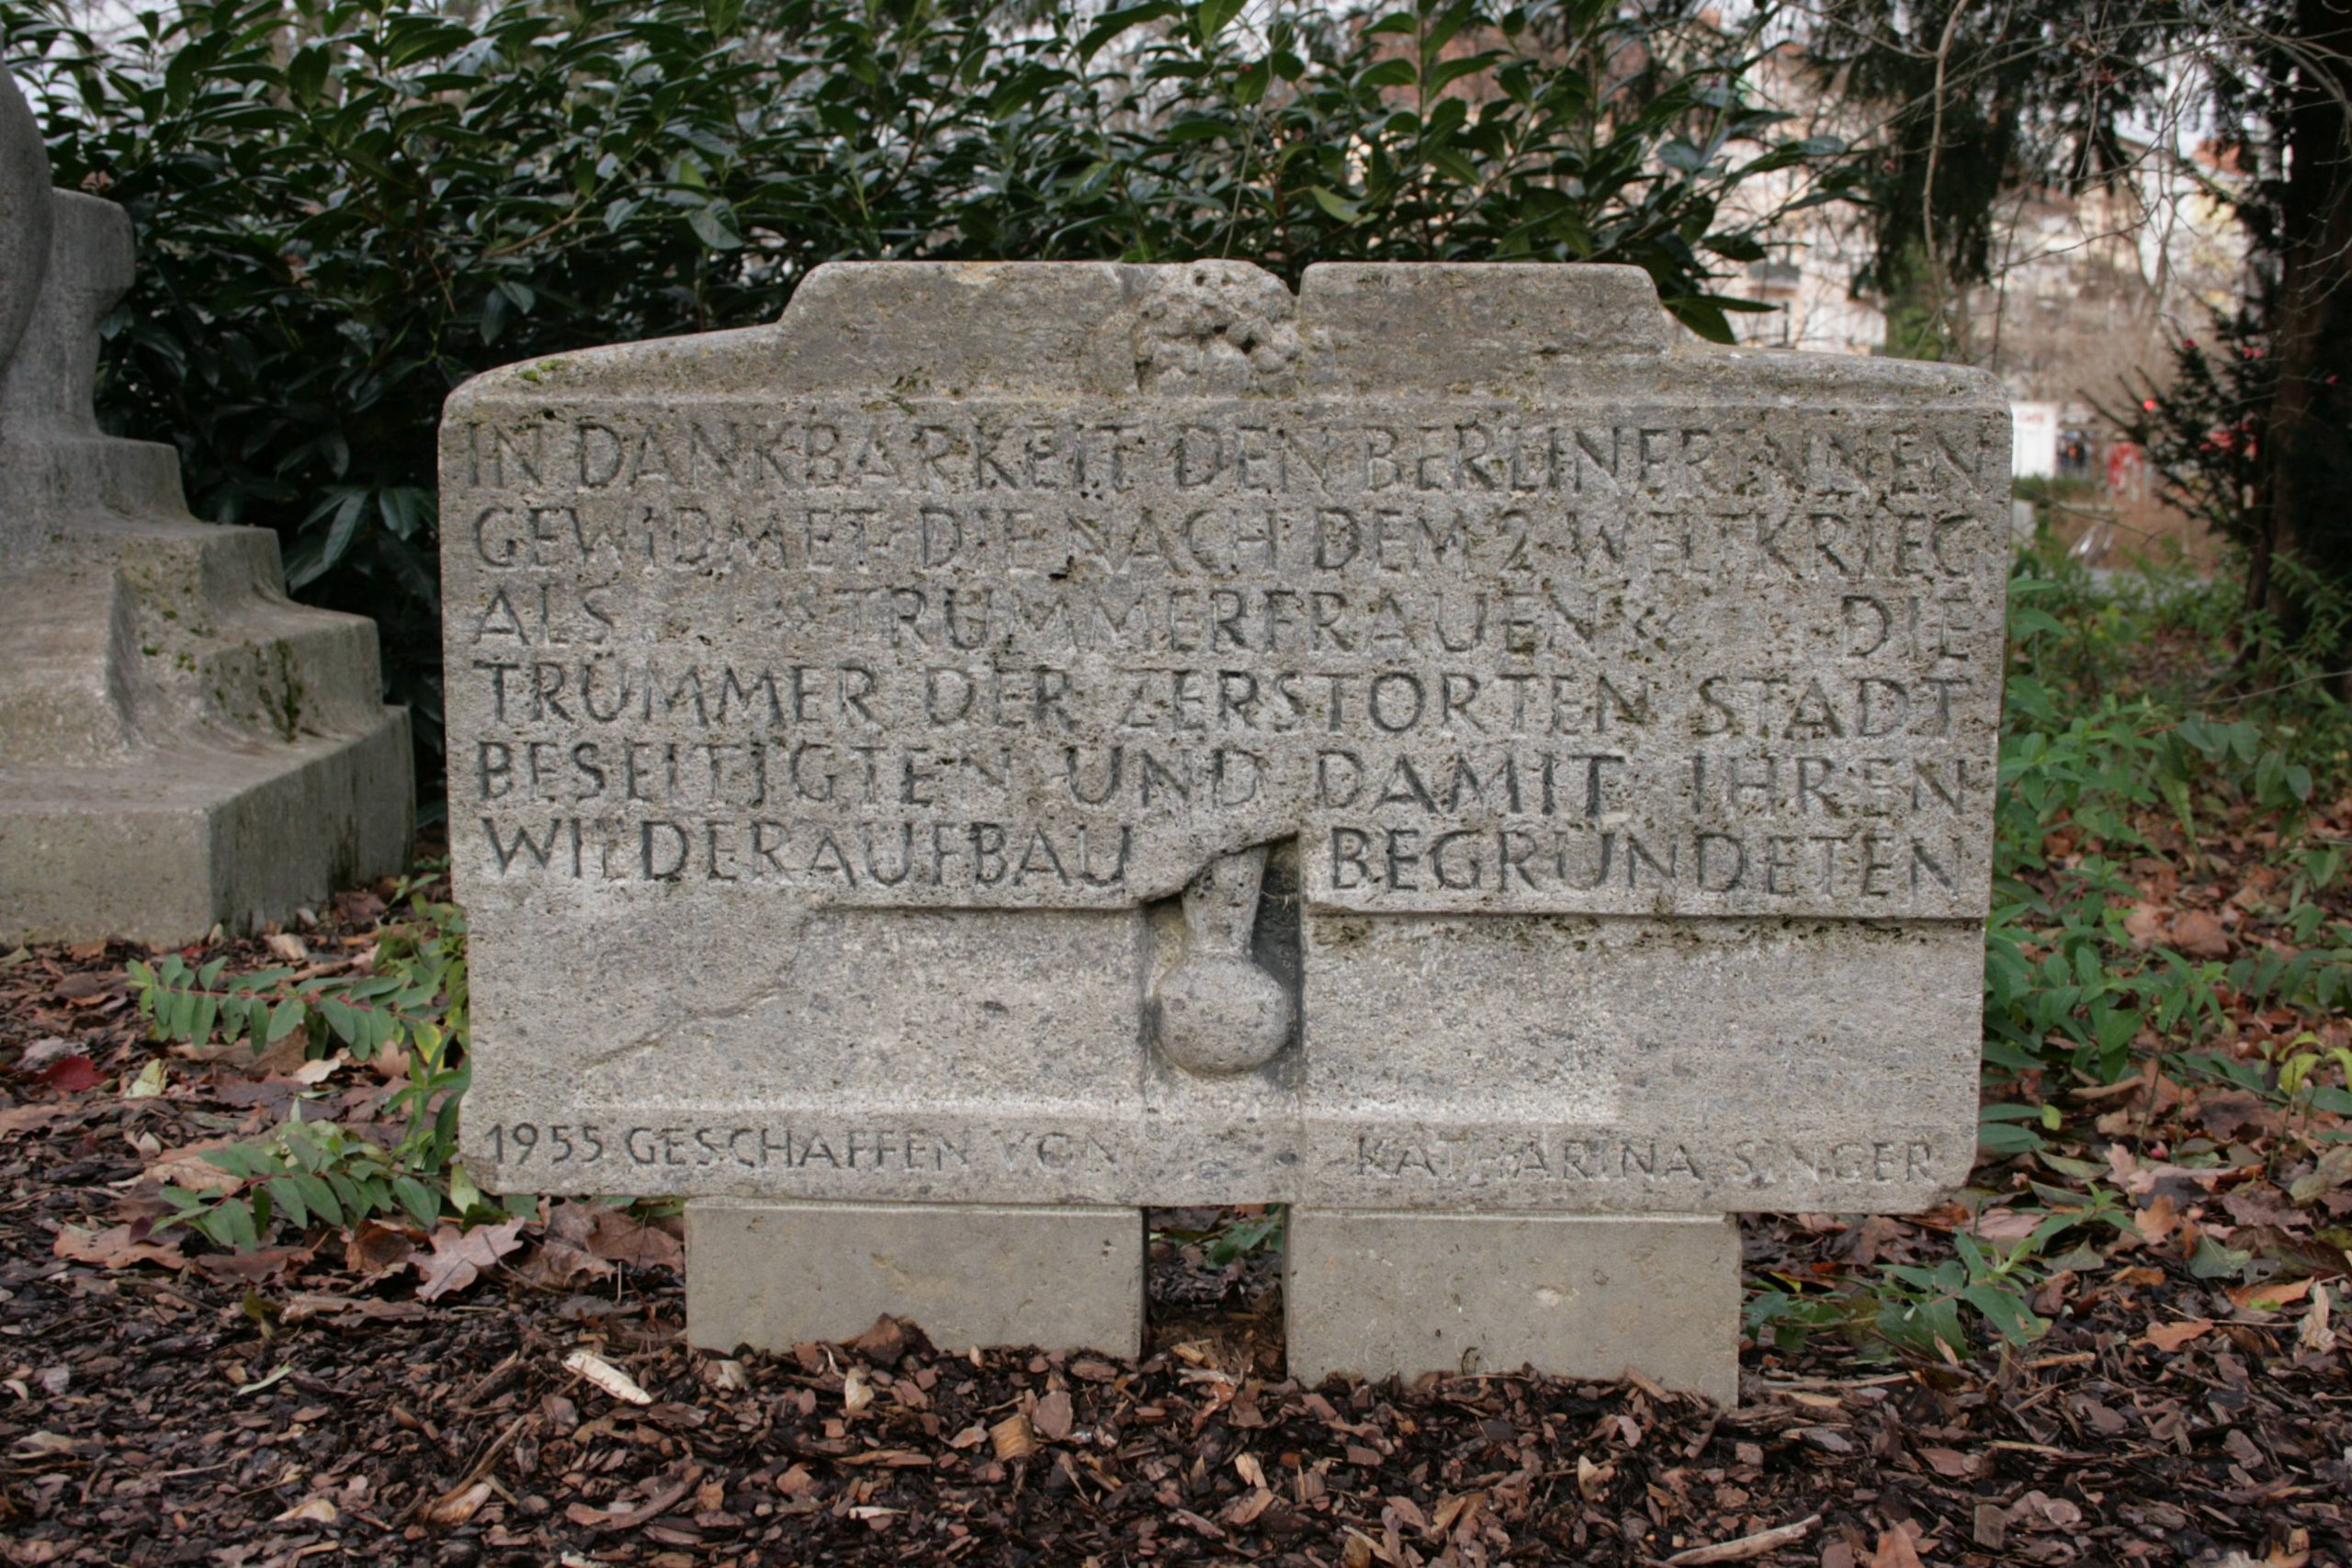 IN DANKBARKEIT DEN BERLINERINNEN
GEWIDMET DIE NACH DEM 2. WELTKRIEG
ALS »TRÜMMERFRAUEN« DIE
TRÜMMER DER ZERSTÖRTEN STADT
BESEITIGTEN UND DAMIT IHREN
WIEDERAUFBAU BEGRÜNDETEN
1955 GESCHAFFEN VON KATHARINA SINGER